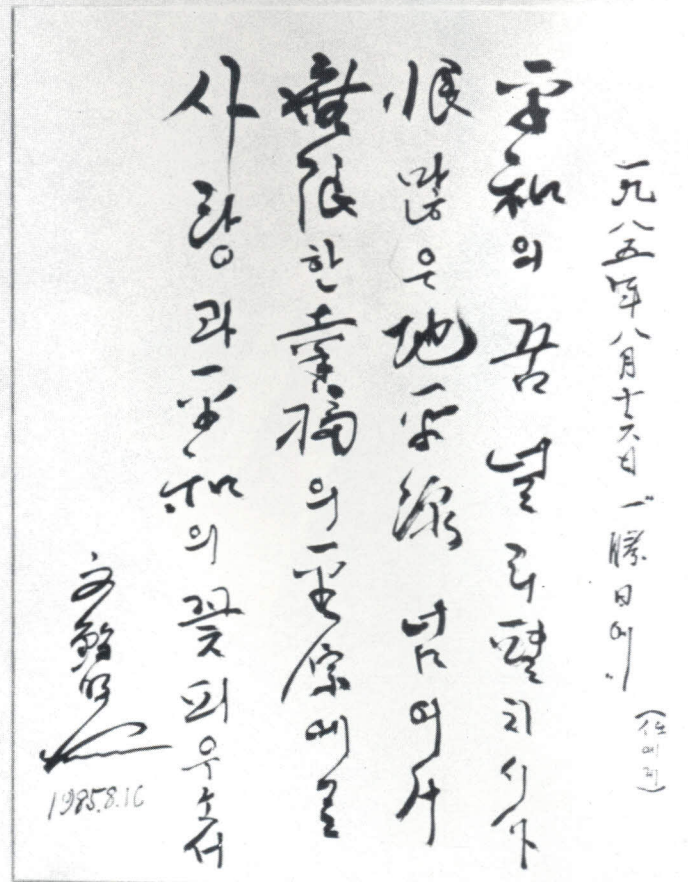 一九八五年八月十六日 一勝日에
平和의 꿈 널리 펼치시사
恨 많은 地平線 넘어서
無限한 幸福의 平原에로
사랑과 平和의 꽃 피우소서
文鮮明
1985.8.16